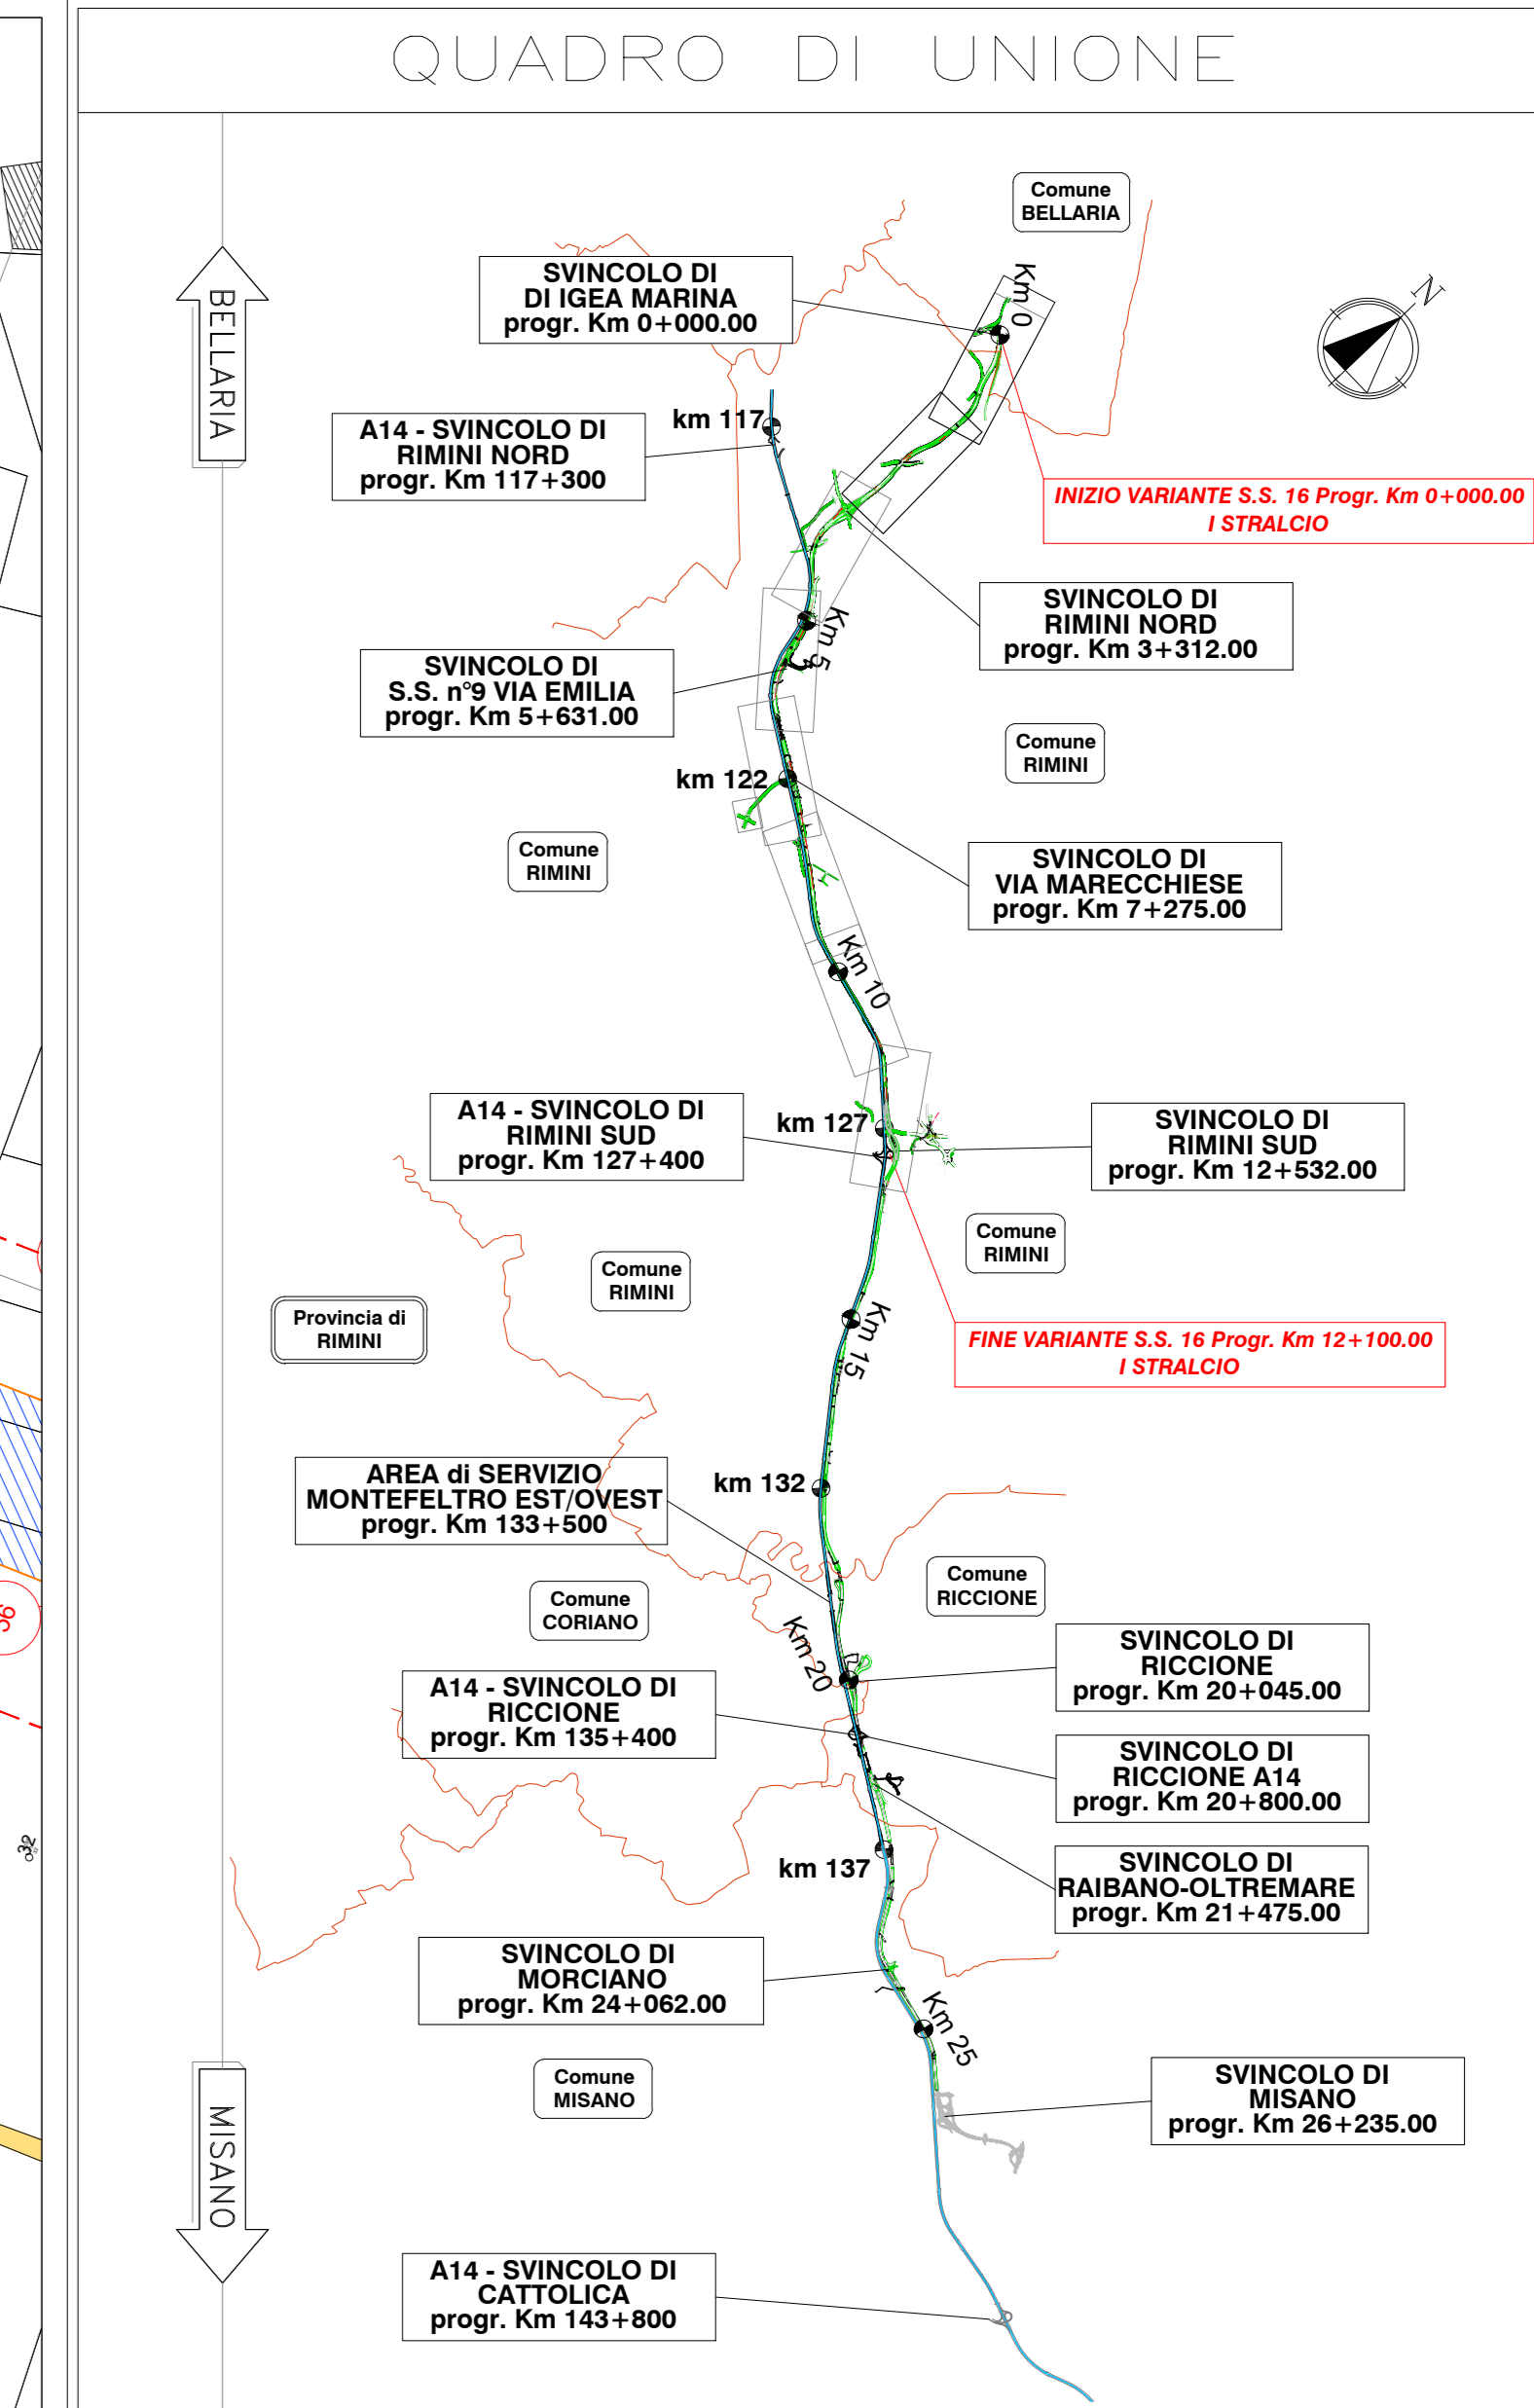 QUADRO DI UNIONE
Comune
BELLARIA
BELLARIA
SVINCOLO DI
DI IGEA MARINA
progr. Km 0+000.00
Km 0
N
A14 - SVINCOLO DI
RIMINI NORD
progr. Km 117+300
km 117
INIZIO VARIANTE S.S. 16 Progr. Km 0+000.00
I STRALCIO
SVINCOLO DI
RIMINI NORD
progr. Km 3+312.00
Km 5
SVINCOLO DI
S.S. n°9 VIA EMILIA
progr. Km 5+631.00
Comune
RIMINI
km 122
Comune
RIMINI
SVINCOLO DI
VIA MARECCHIESE
progr. Km 7+275.00
Km 10
A14 - SVINCOLO DI
RIMINI SUD
progr. Km 127+400
km 127
SVINCOLO DI
RIMINI SUD
progr. Km 12+532.00
Comune
RIMINI
Comune
RIMINI
Provincia di
RIMINI
Km 15
FINE VARIANTE S.S. 16 Progr. Km 12+100.00
I STRALCIO
AREA di SERVIZIO
MONTEFELTRO EST/OVEST
progr. Km 133+500
km 132
Comune
RICCIONE
Comune
CORIANO
Km 20
SVINCOLO DI
RICCIONE
progr. Km 20+045.00
A14 - SVINCOLO DI
RICCIONE
progr. Km 135+400
SVINCOLO DI
RICCIONE A14
progr. Km 20+800.00
km 137
SVINCOLO DI
RAIBANO-OLTREMARE
progr. Km 21+475.00
SVINCOLO DI
MORCIANO
progr. Km 24+062.00
Km 25
Comune
MISANO
MISANO
SVINCOLO DI
MISANO
progr. Km 26+235.00
A14 - SVINCOLO DI
CATTOLICA
progr. Km 143+800